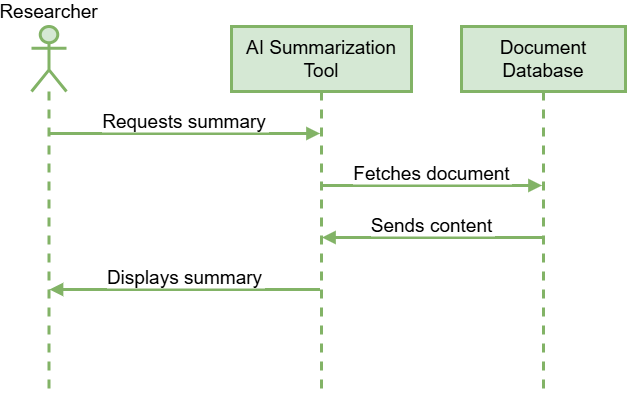 Researcher
AI Summarization
Tool
Document
Database
Requests summary
Fetches document
Sends content
Displays summary